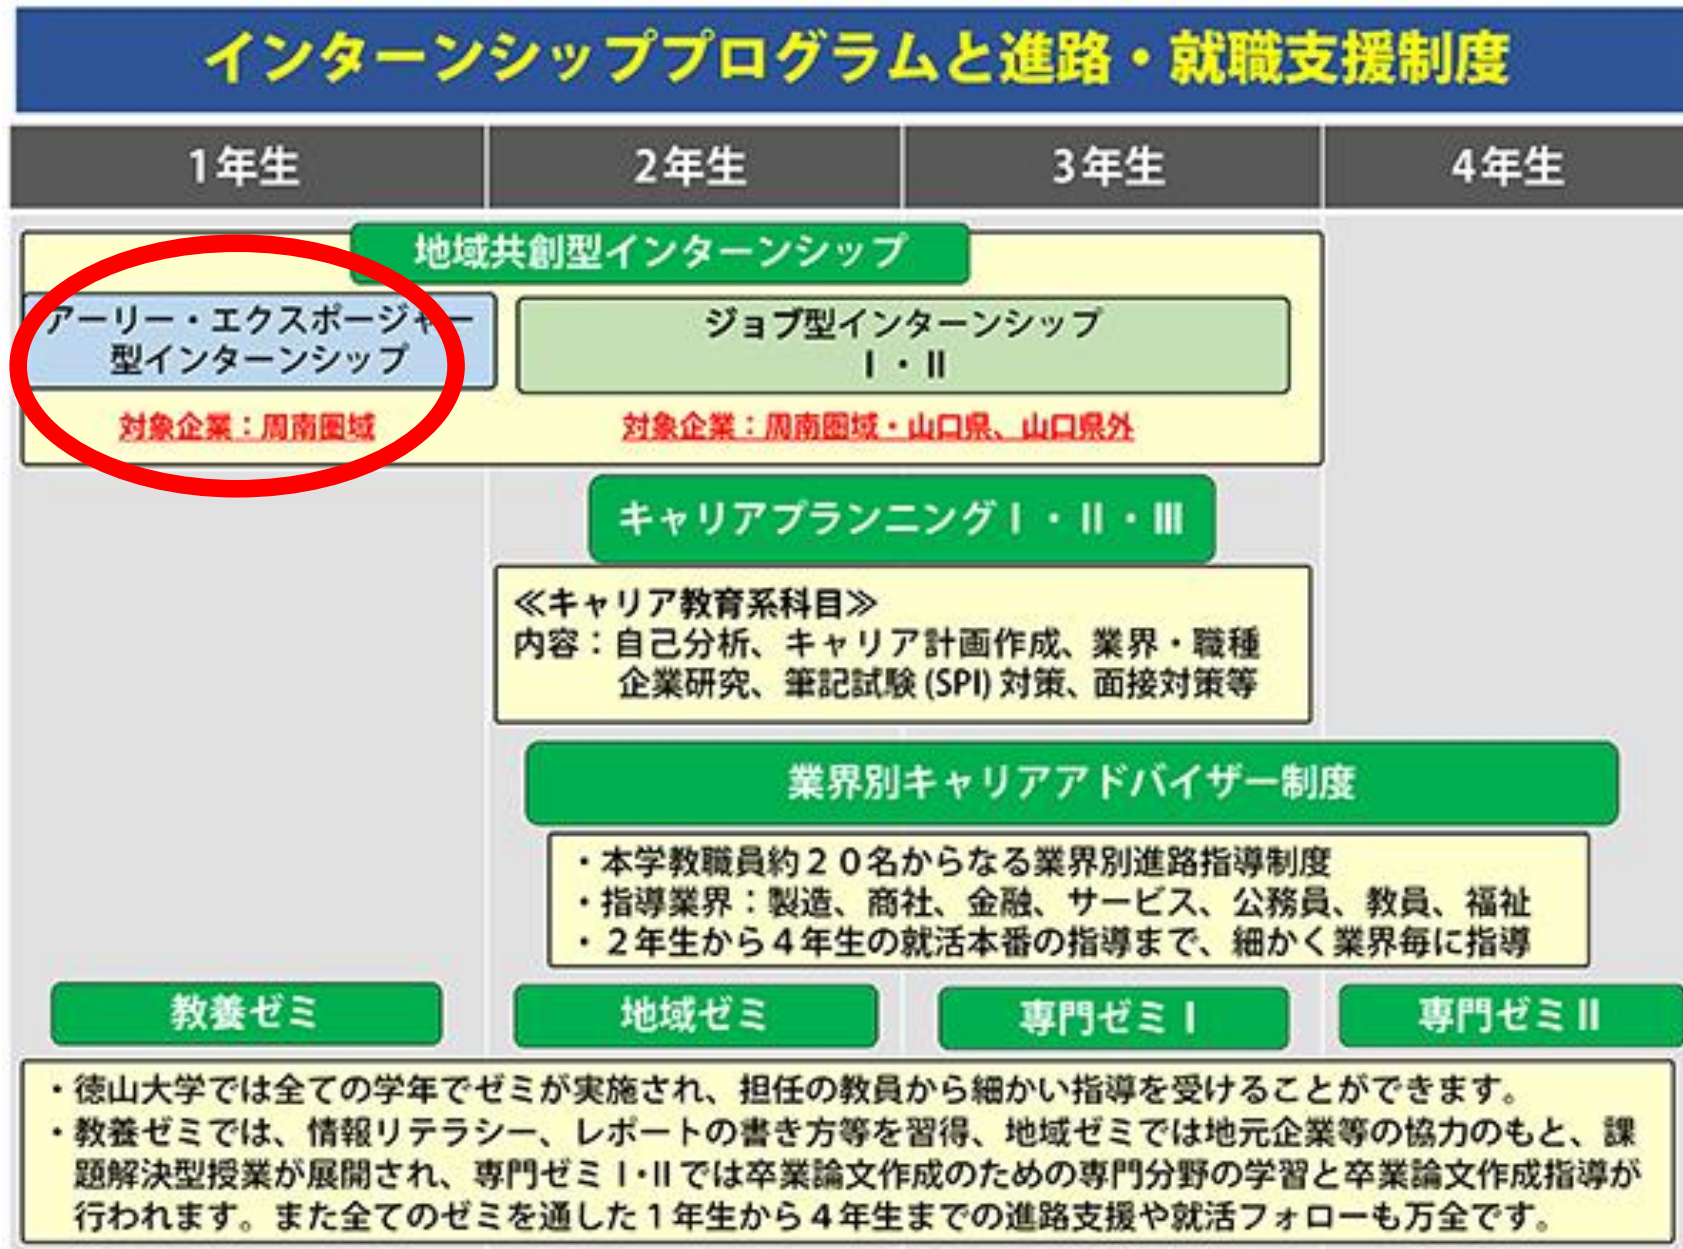 インターンシッププログラムと進路・就職支援制度
1年生
2年生
3年生
4年生
地域共創型インターンシップ
アーリー・エクスポージャー
型インターンシップ
ジョブ型インターンシップ
Ⅰ・Ⅱ
対象企業：周南圏域
対象企業：周南圏域・山口県、山口県外
キャリアプランニングⅠ・Ⅱ・Ⅲ
≪キャリア教育系科目≫
内容：自己分析、キャリア計画作成、業界・職種
企業研究、筆記試験(SPI)対策、面接対策等
業界別キャリアアドバイザー制度
・本学教職員約２０名からなる業界別進路指導制度
・指導業界：製造、商社、金融、サービス、公務員、教員、福祉
・２年生から４年生の就活本番の指導まで、細かく業界毎に指導
教養ゼミ
地域ゼミ
専門ゼミⅠ
専門ゼミⅡ
・徳山大学では全ての学年でゼミが実施され、担任の教員から細かい指導を受けることができます。
・教養ゼミでは、情報リテラシー、レポートの書き方等を習得、地域ゼミでは地元企業等の協力のもと、課
題解決型授業が展開され、専門ゼミⅠ・Ⅱでは卒業論文作成のための専門分野の学習と卒業論文作成指導が
行われます。また全てのゼミを通した１年生から４年生までの進路支援や就活フォローも万全です。